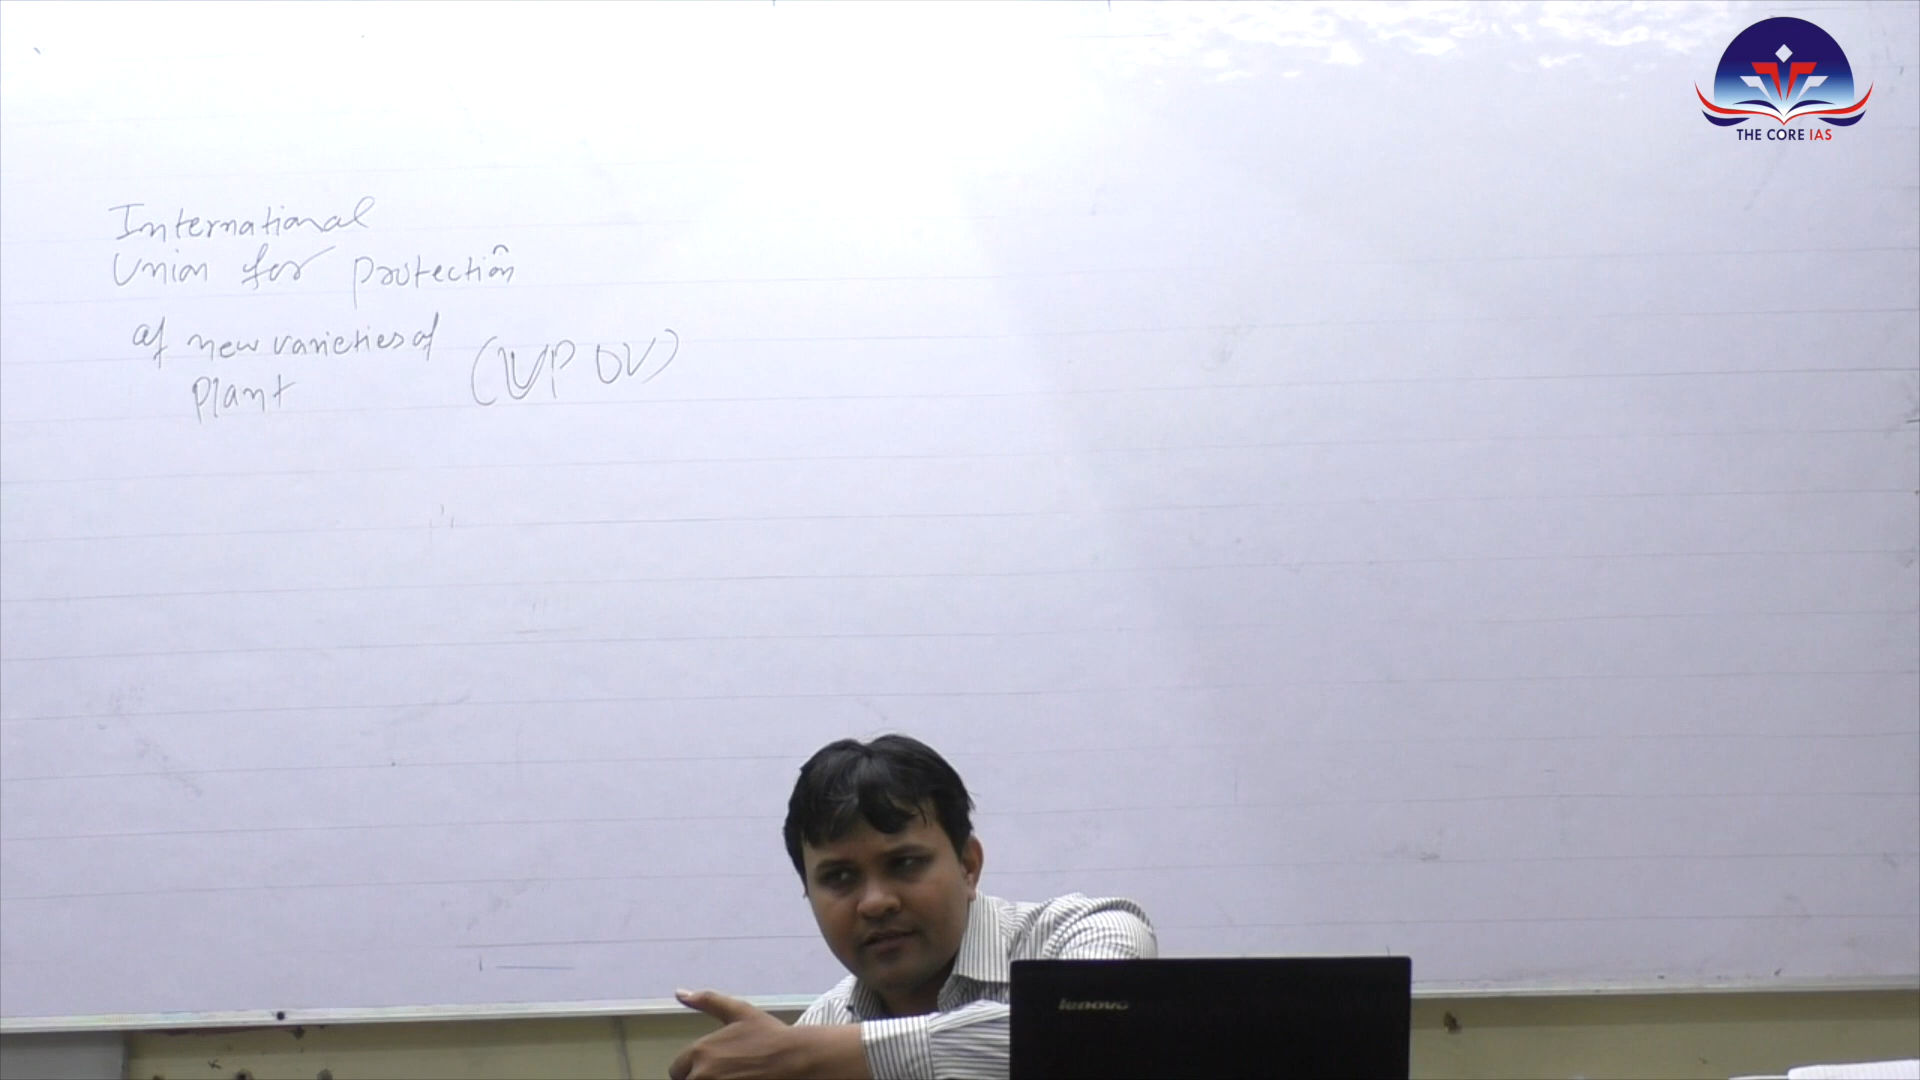 International
Union for protection
of new varieties of
Plant
(UPOV)
THE CORE IAS
lenovo